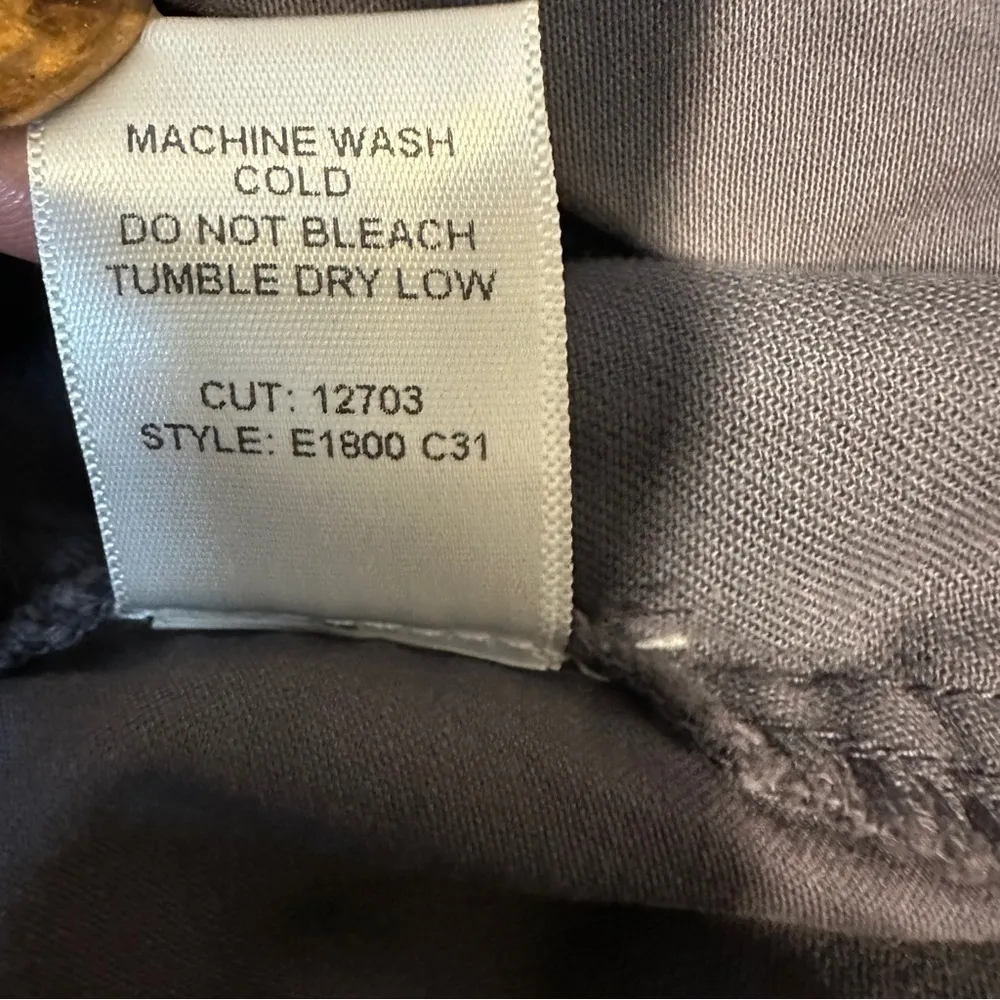 MACHINE WASH
COLD
DO NOT BLEACH
TUMBLE DRY LOW
CUT: 12703
STYLE: E1800 C31